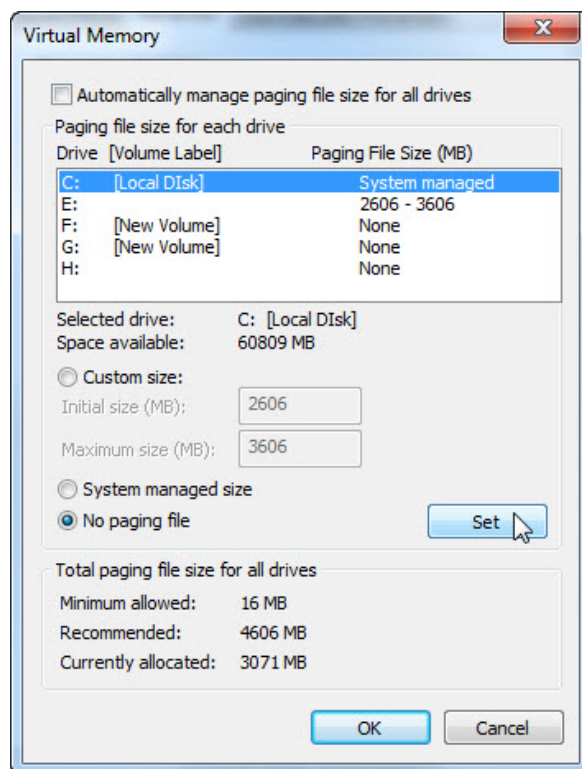 Virtual Memory
Automatically manage paging file size for all drives
Paging file size for each drive
Drive [Volume Label] Paging File Size (MB)
C: [Local DIsk] System managed
E: 2606 - 3606
F: [New Volume] None
G: [New Volume] None
H: None
Selected drive: C: [Local DIsk]
Space available: 60809 MB
Custom size:
Initial size (MB): 2606
Maximum size (MB): 3606
System managed size
No paging file Set
Total paging file size for all drives
Minimum allowed: 16 MB
Recommended: 4606 MB
Currently allocated: 3071 MB
OK Cancel